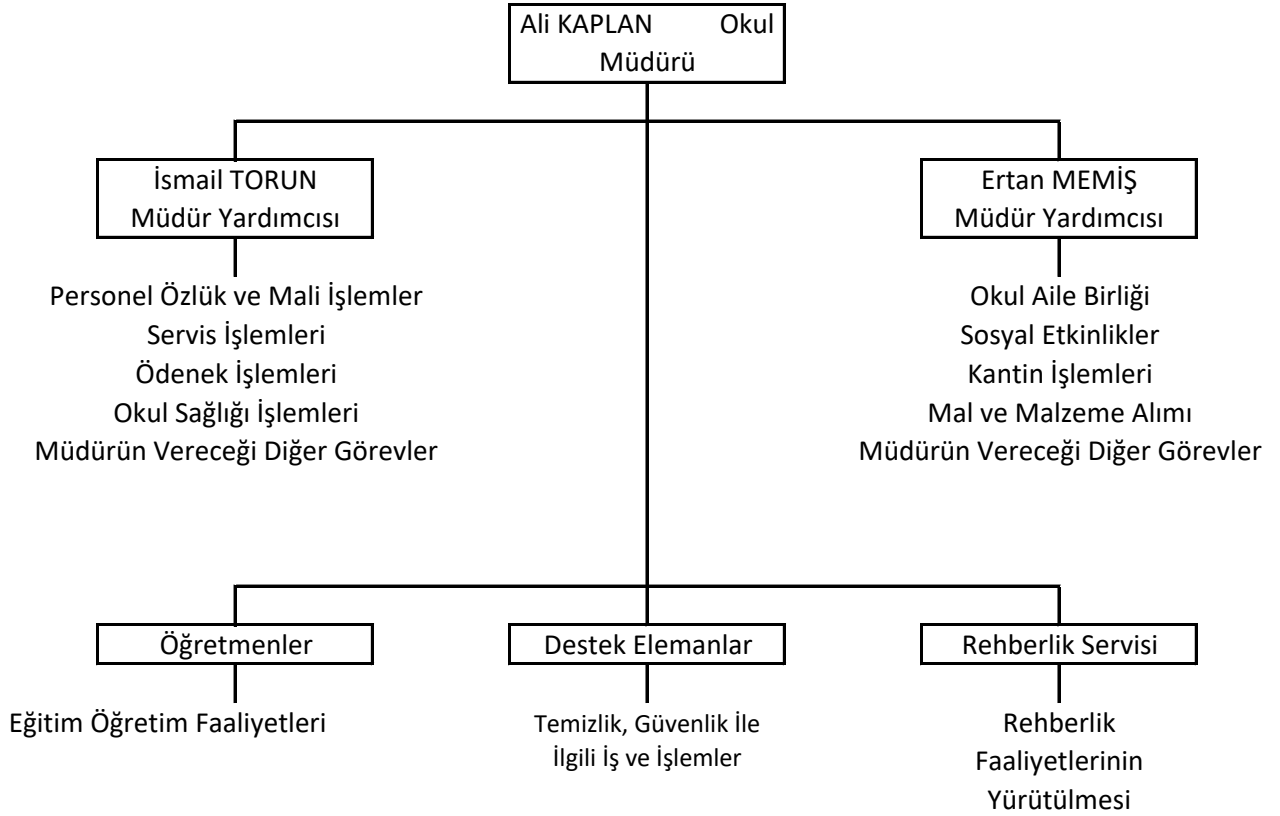 Ali KAPLAN Okul
Müdürü
İsmail TORUN
Müdür Yardımcısı
Ertan MEMİŞ
Müdür Yardımcısı
Personel Özlük ve Mali İşlemler
Servis İşlemleri
Ödenek İşlemleri
Okul Sağlığı İşlemleri
Müdürün Vereceği Diğer Görevler
Okul Aile Birliği
Sosyal Etkinlikler
Kantin İşlemleri
Mal ve Malzeme Alımı
Müdürün Vereceği Diğer Görevler
Öğretmenler
Eğitim Öğretim Faaliyetleri
Destek Elemanlar
Temizlik, Güvenlik İle
İlgili İş ve İşlemler
Rehberlik Servisi
Rehberlik
Faaliyetlerinin
Yürütülmesi